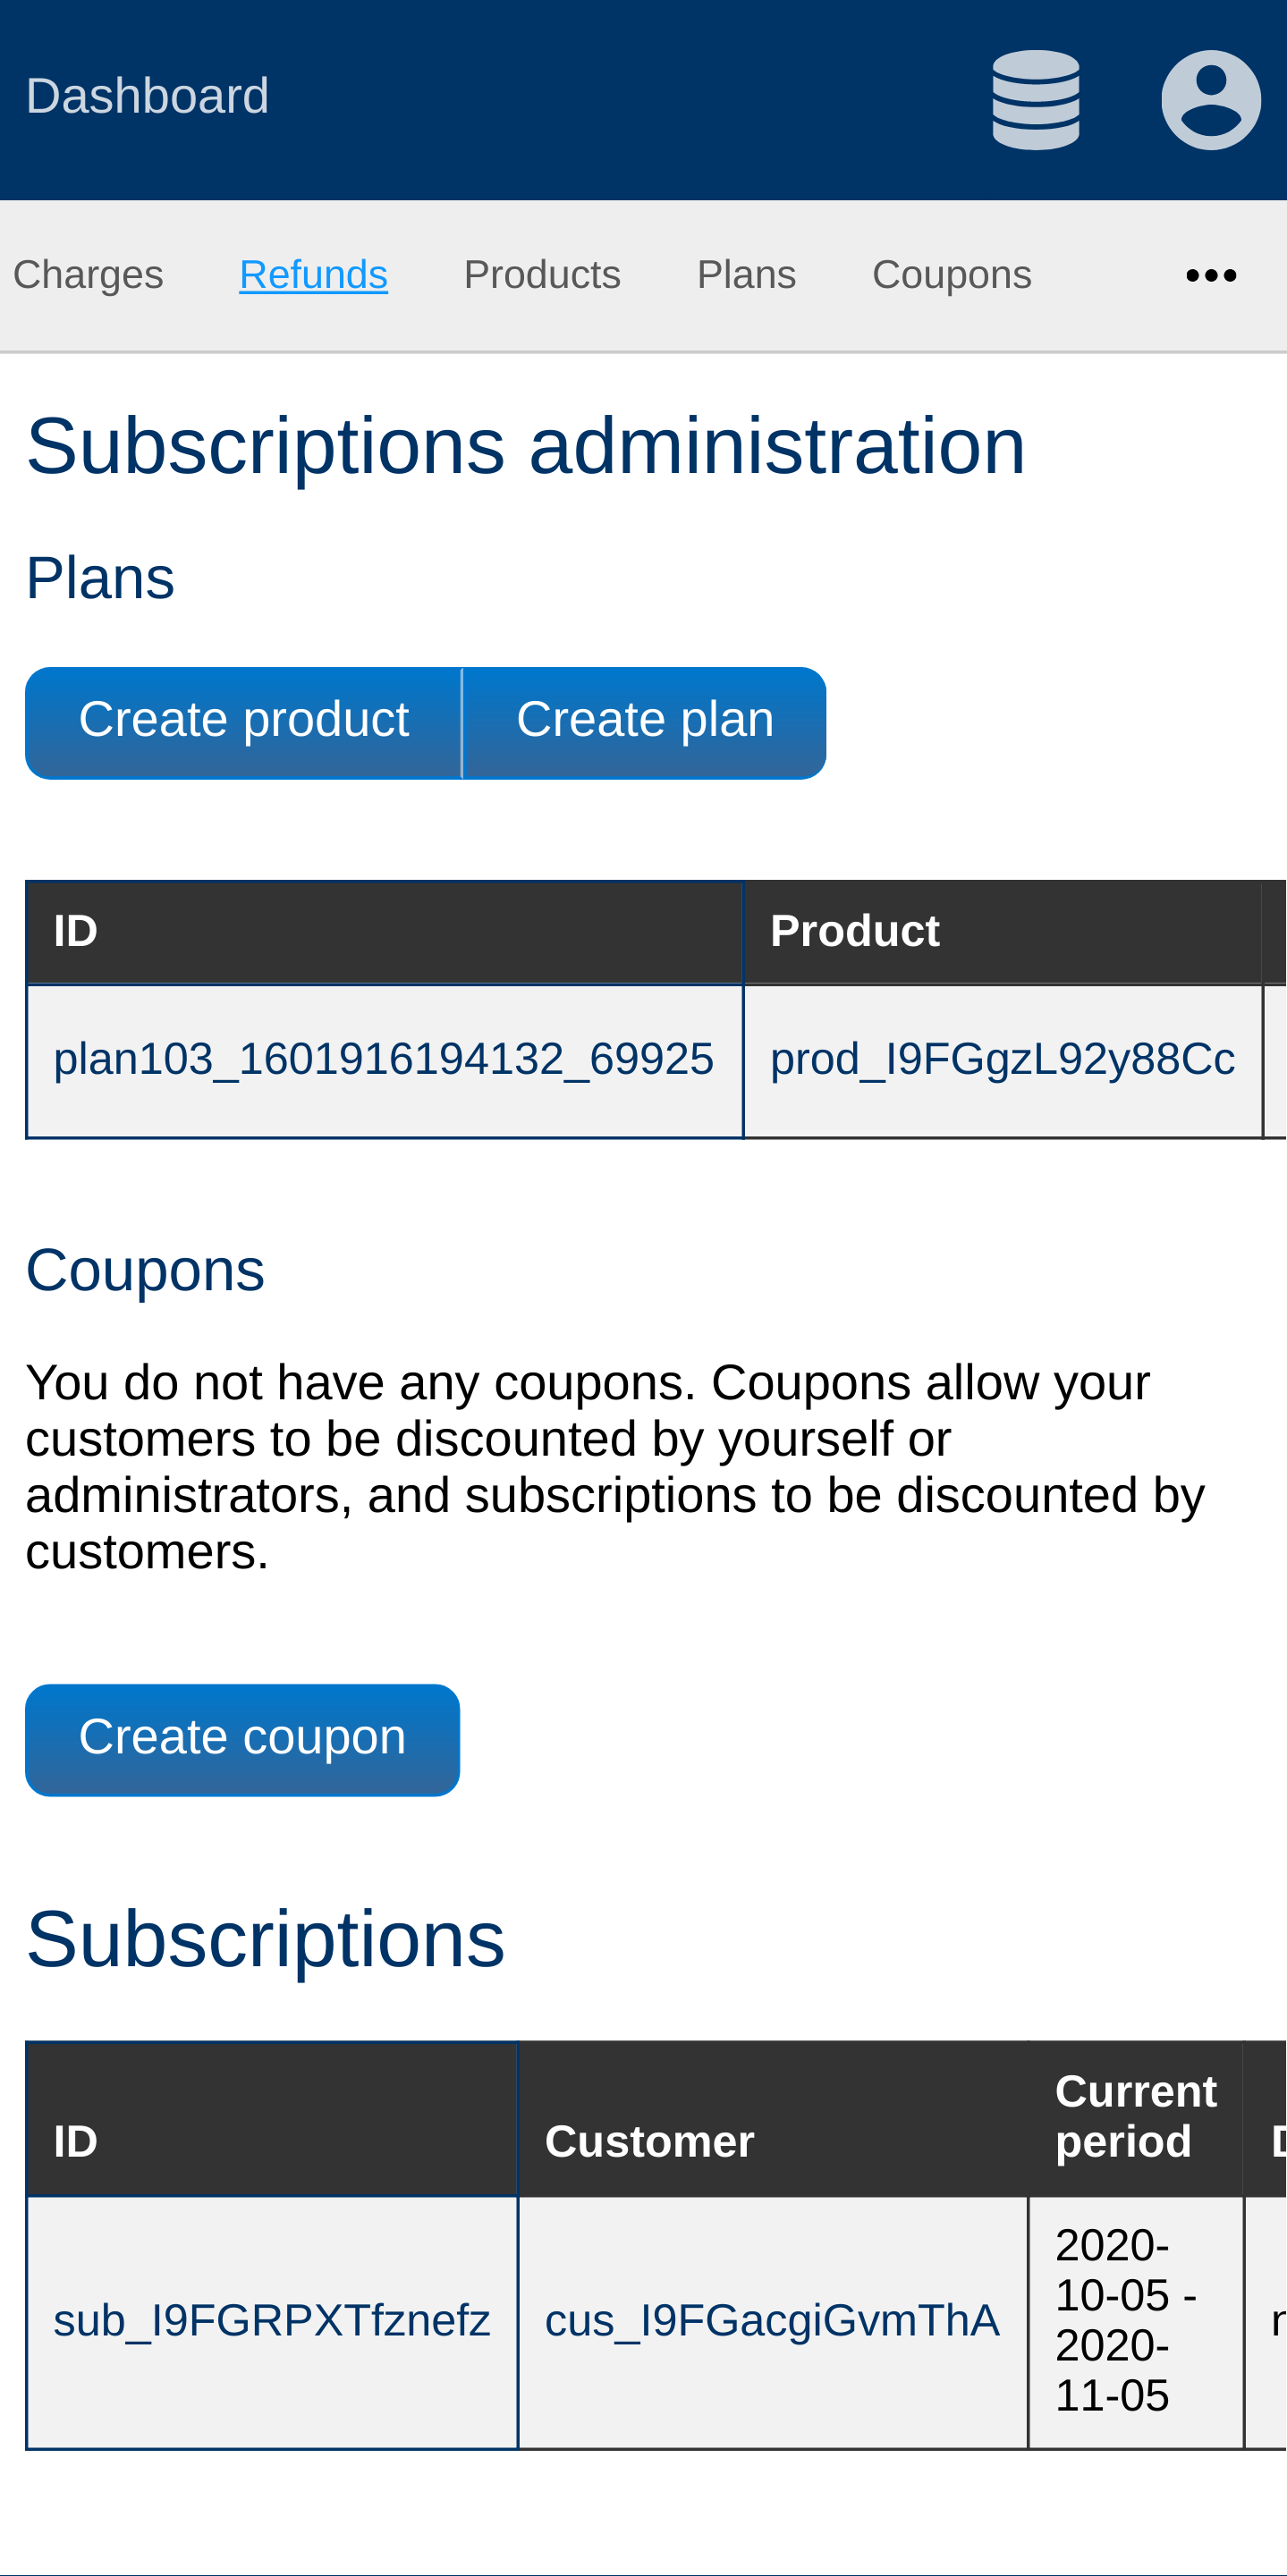 Dashboard
Charges Refunds Products Plans Coupons •••
Subscriptions administration
Plans
Create product Create plan
ID Product
plan103_1601916194132_69925 prod_I9FGgzL92y88Cc
Coupons
You do not have any coupons. Coupons allow your
customers to be discounted by yourself or
administrators, and subscriptions to be discounted by
customers.
Create coupon
Subscriptions
ID Customer Current
period
sub_I9FGRPXTfznefz cus_I9FGacgiGvmThA 2020-
10-05 -
2020-
11-05